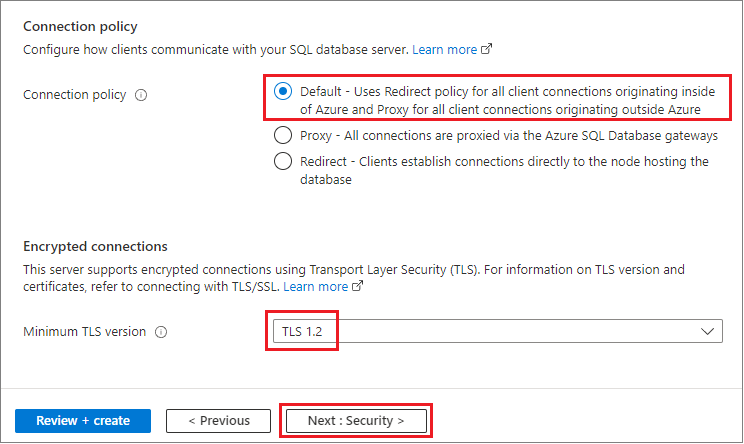 Connection policy
Configure how clients communicate with your SQL database server. Learn more
Connection policy
Default - Uses Redirect policy for all client connections originating inside
of Azure and Proxy for all client connections originating outside Azure
Proxy - All connections are proxied via the Azure SQL Database gateways
Redirect - Clients establish connections directly to the node hosting the
database
Encrypted connections
This server supports encrypted connections using Transport Layer Security (TLS). For information on TLS version and
certificates, refer to connecting with TLS/SSL. Learn more
Minimum TLS version
TLS 1.2
Review + create
< Previous
Next : Security >